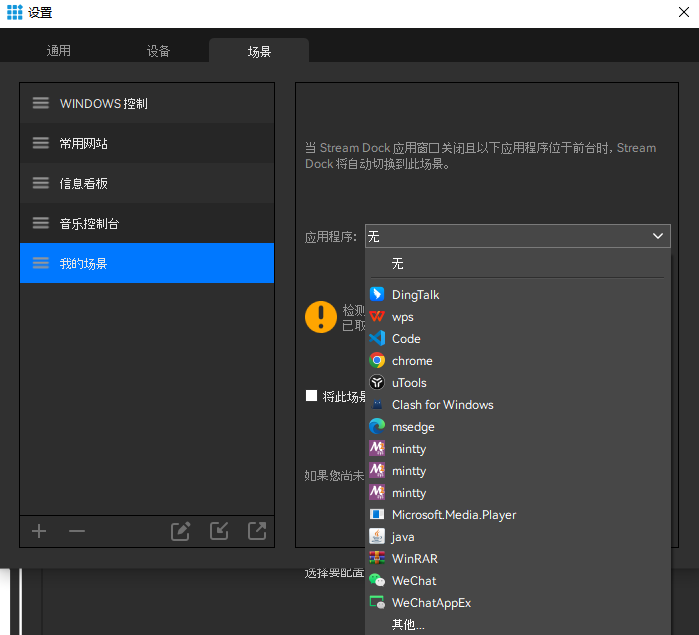 设置
通用
设备
场景
WINDOWS 控制
常用网站
信息看板
音乐控制台
我的场景
当 Stream Dock 应用窗口关闭且以下应用程序位于前台时, Stream
Dock 将自动切换到此场景。
应用程序:
无
无
DingTalk
wps
Code
chrome
uTools
Clash for Windows
msedge
mintty
mintty
mintty
Microsoft.Media.Player
java
WinRAR
WeChat
WeChatAppEx
其他...
检测
已取
将此场景
如果您尚未
选择要配置